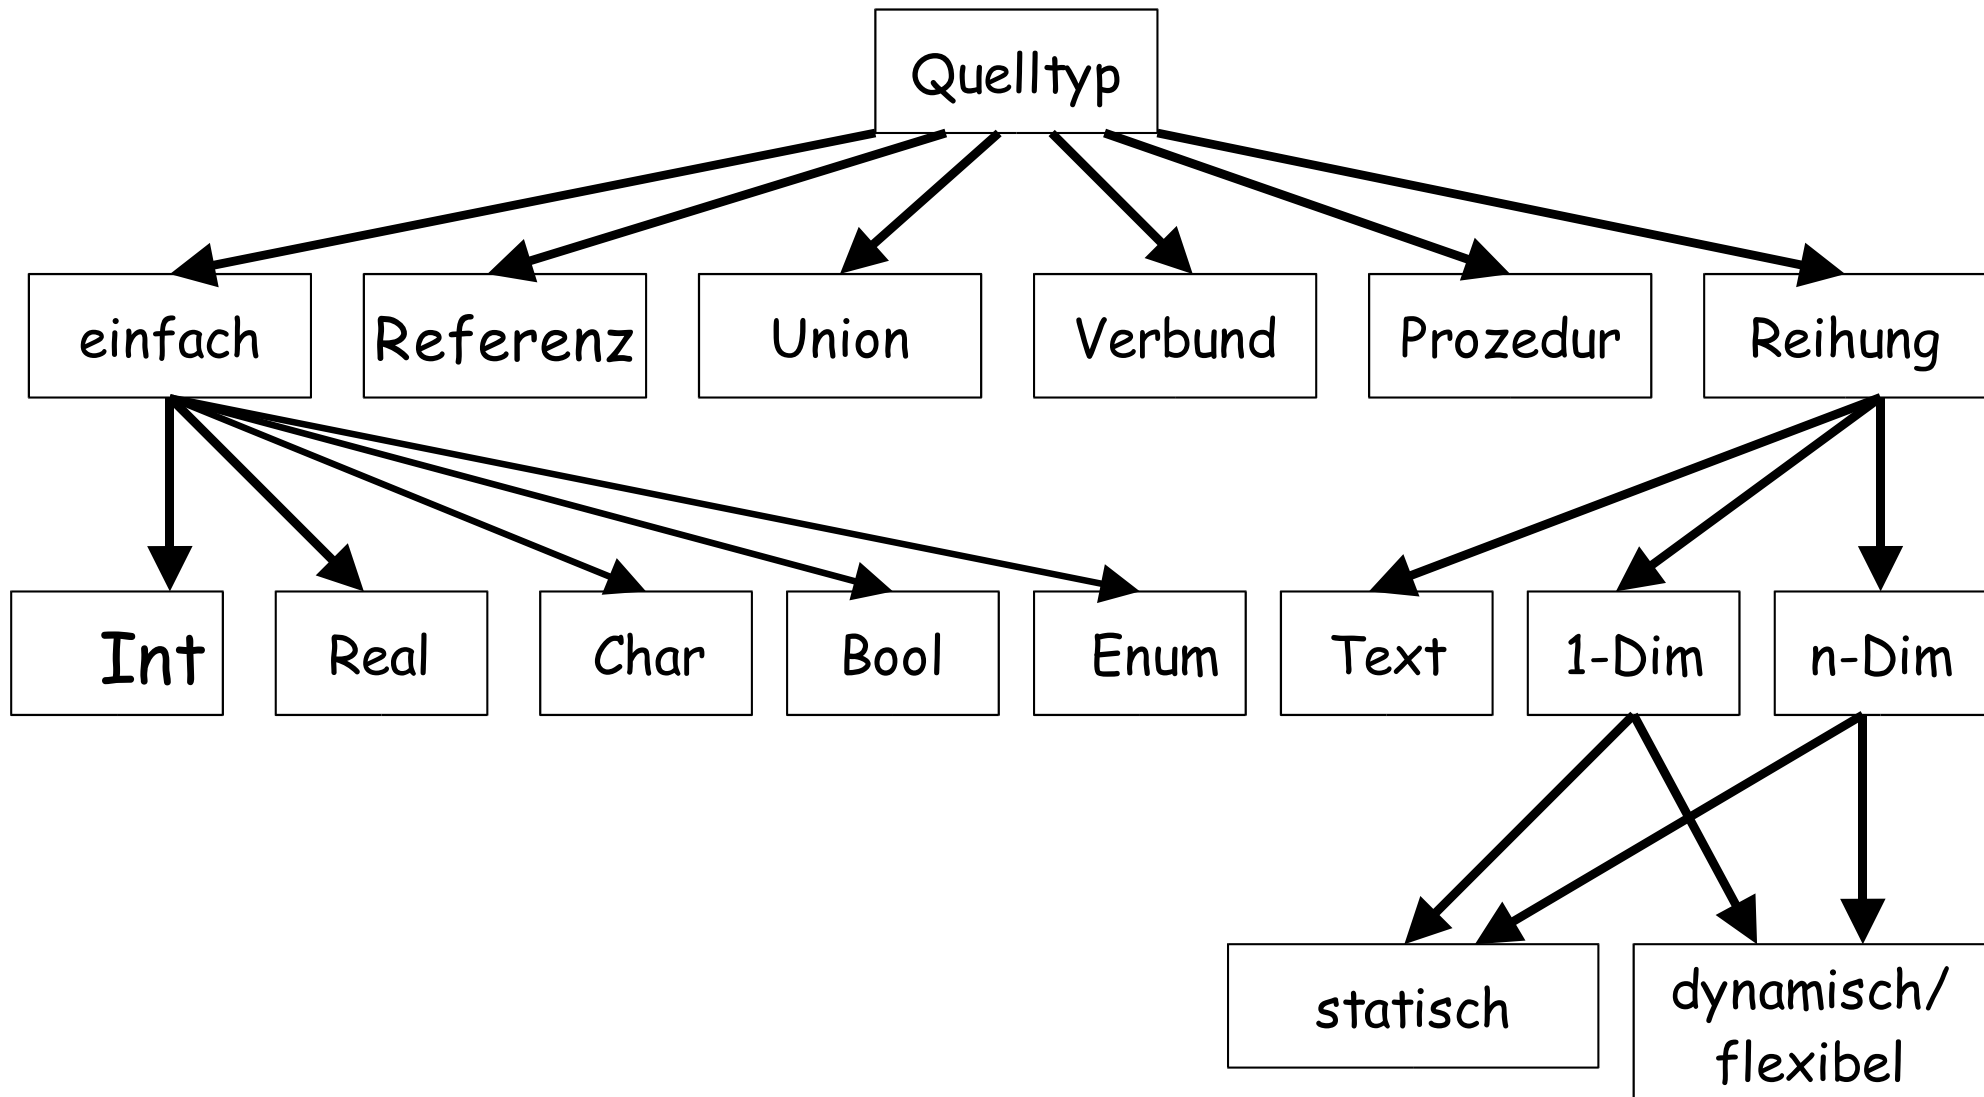 Quelltyp
einfach
Referenz
Union
Verbund
Prozedur
Reihung
Int
Real
Char
Bool
Enum
Text
1-Dim
n-Dim
statisch
dynamisch/
flexibel